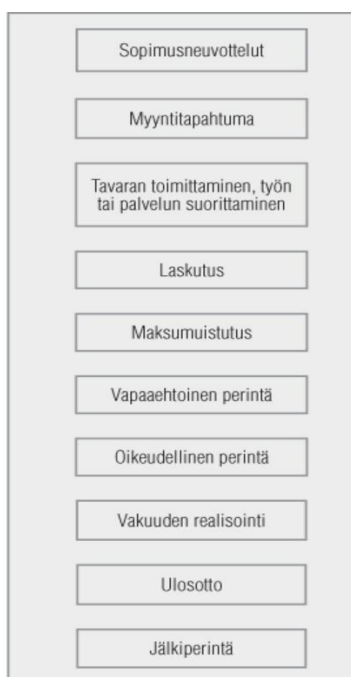 Sopimusneuvottelut
Myyntitapahtuma
Tavaran toimittaminen, työn
tai palvelun suorittaminen
Laskutus
Maksumuistutus
Vapaaehtoinen perintä
Oikeudellinen perintä
Vakuuden realisointi
Ulosotto
Jälkiperintä